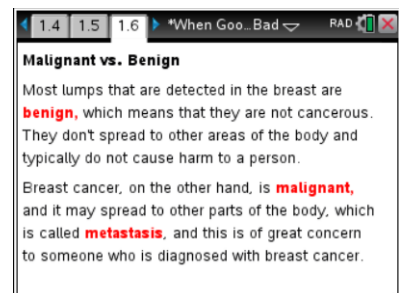 1.4 1.5 1.6 *When Goo...Bad RAD
Malignant vs. Benign
Most lumps that are detected in the breast are
benign, which means that they are not cancerous.
They don't spread to other areas of the body and
typically do not cause harm to a person.
Breast cancer, on the other hand, is malignant,
and it may spread to other parts of the body, which
is called metastasis, and this is of great concern
to someone who is diagnosed with breast cancer.